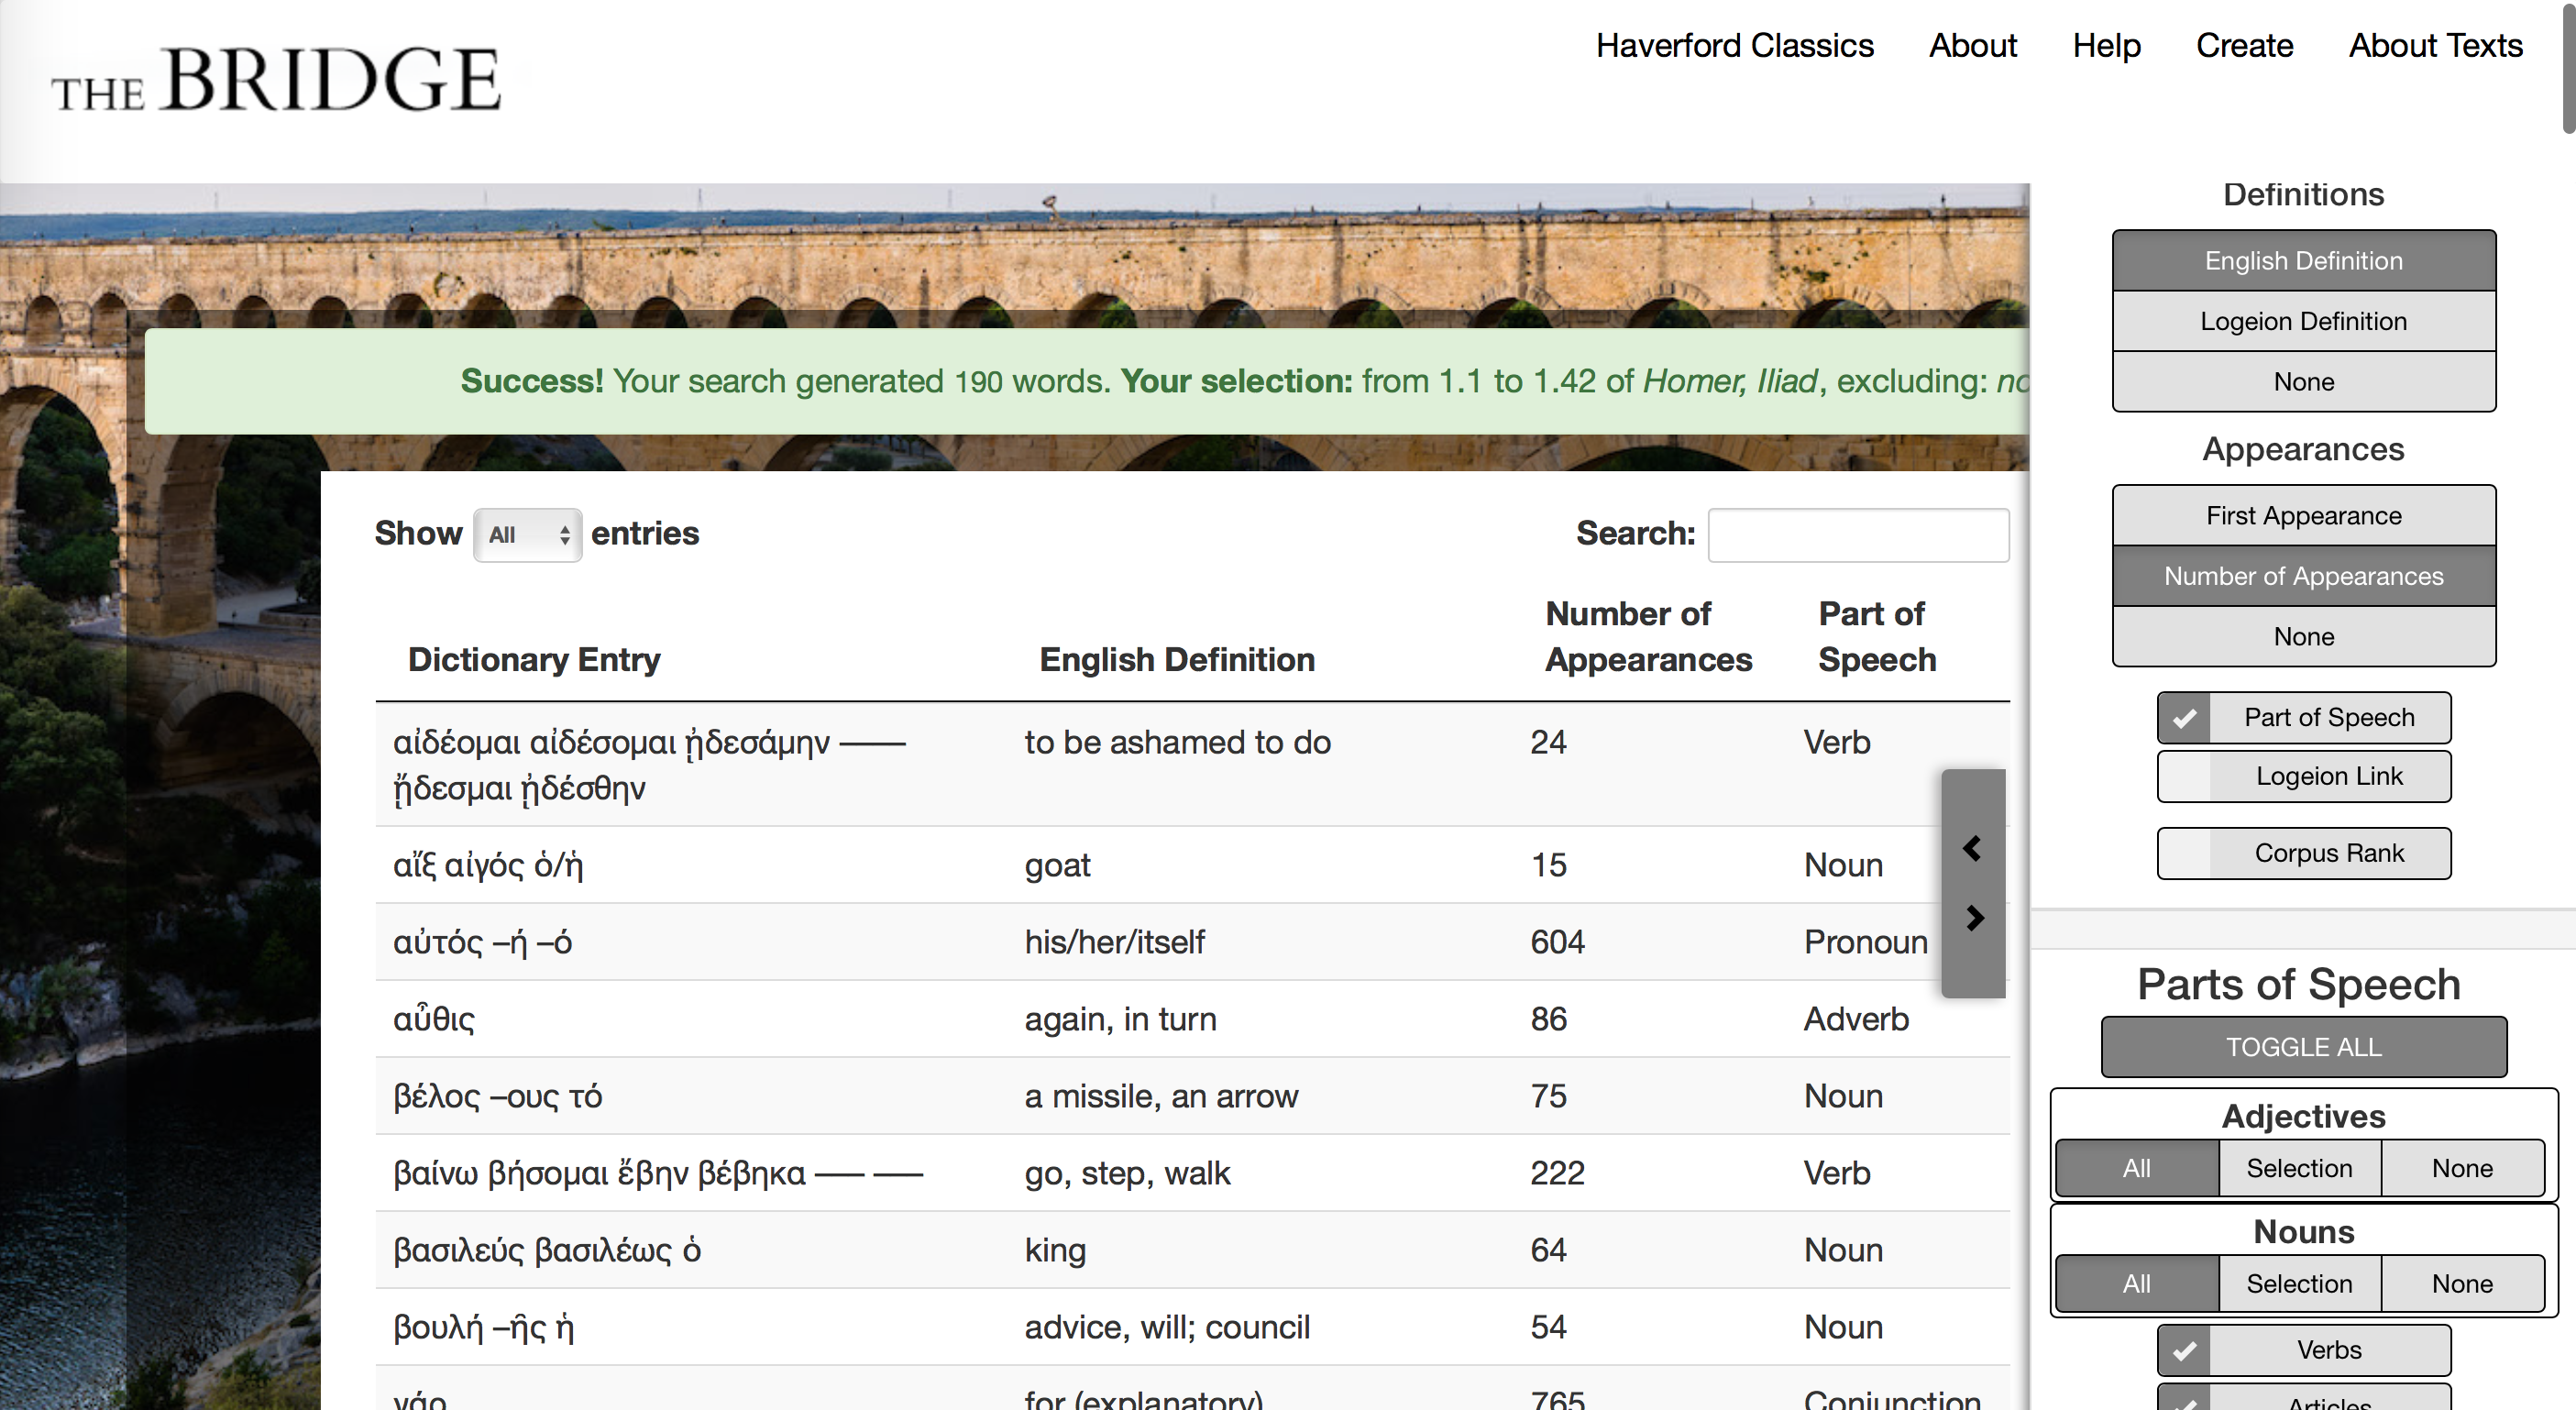 THE BRIDGE
Haverford Classics About Help Create About Texts
Success! Your search generated 190 words. Your selection: from 1.1 to 1.42 of Homer, Iliad, excluding:
Show All entries
Search:
Dictionary Entry English Definition Number of Appearances Part of Speech
αἰδέομαι αἰδέσομαι ᾐδεσάμην –––– to be ashamed to do 24 Verb
ᾔδεσμαι ᾐδέσθην
αἴξ αἰγός ὁ/ἡ goat 15 Noun
αὐτός –ή –ό his/her/itself 604 Pronoun
αὖθις again, in turn 86 Adverb
βέλος –ους τό a missile, an arrow 75 Noun
βαίνω βήσομαι ἔβην βέβηκα ––– ––– go, step, walk 222 Verb
βασιλεύς βασιλέως ὁ king 64 Noun
βουλή –ῆς ἡ advice, will; council 54 Noun
γάρ for (explanatory) 765 Conjunction
Definitions
English Definition
Logeion Definition
None
Appearances
First Appearance
Number of Appearances
None
Part of Speech
Logeion Link
Corpus Rank
Parts of Speech
TOGGLE ALL
Adjectives
All Selection None
Nouns
All Selection None
Verbs
Articles